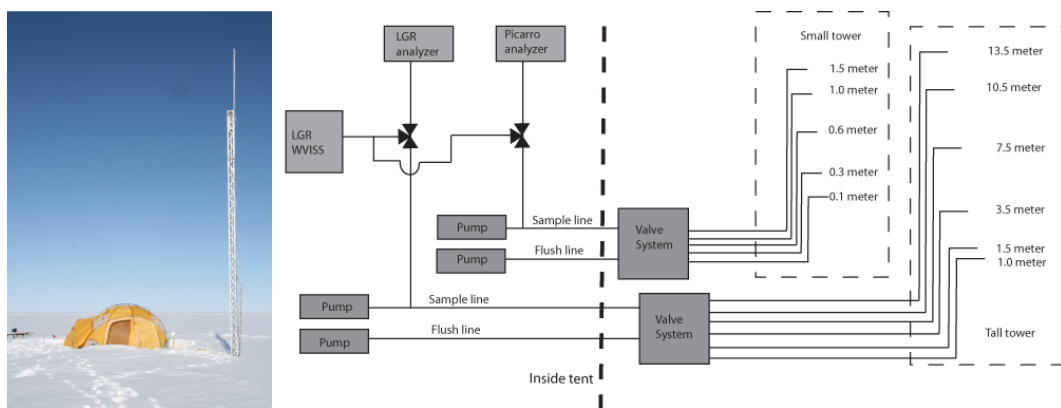 LGR
analyzer
Picarro
analyzer
LGR
WVISS
Pump
Sample line
Pump
Flush line
Valve
System
Pump
Sample line
Pump
Flush line
Valve
System
Inside tent
Small tower
1.5 meter
1.0 meter
0.6 meter
0.3 meter
0.1 meter
13.5 meter
10.5 meter
7.5 meter
3.5 meter
1.5 meter
1.0 meter
Tall tower